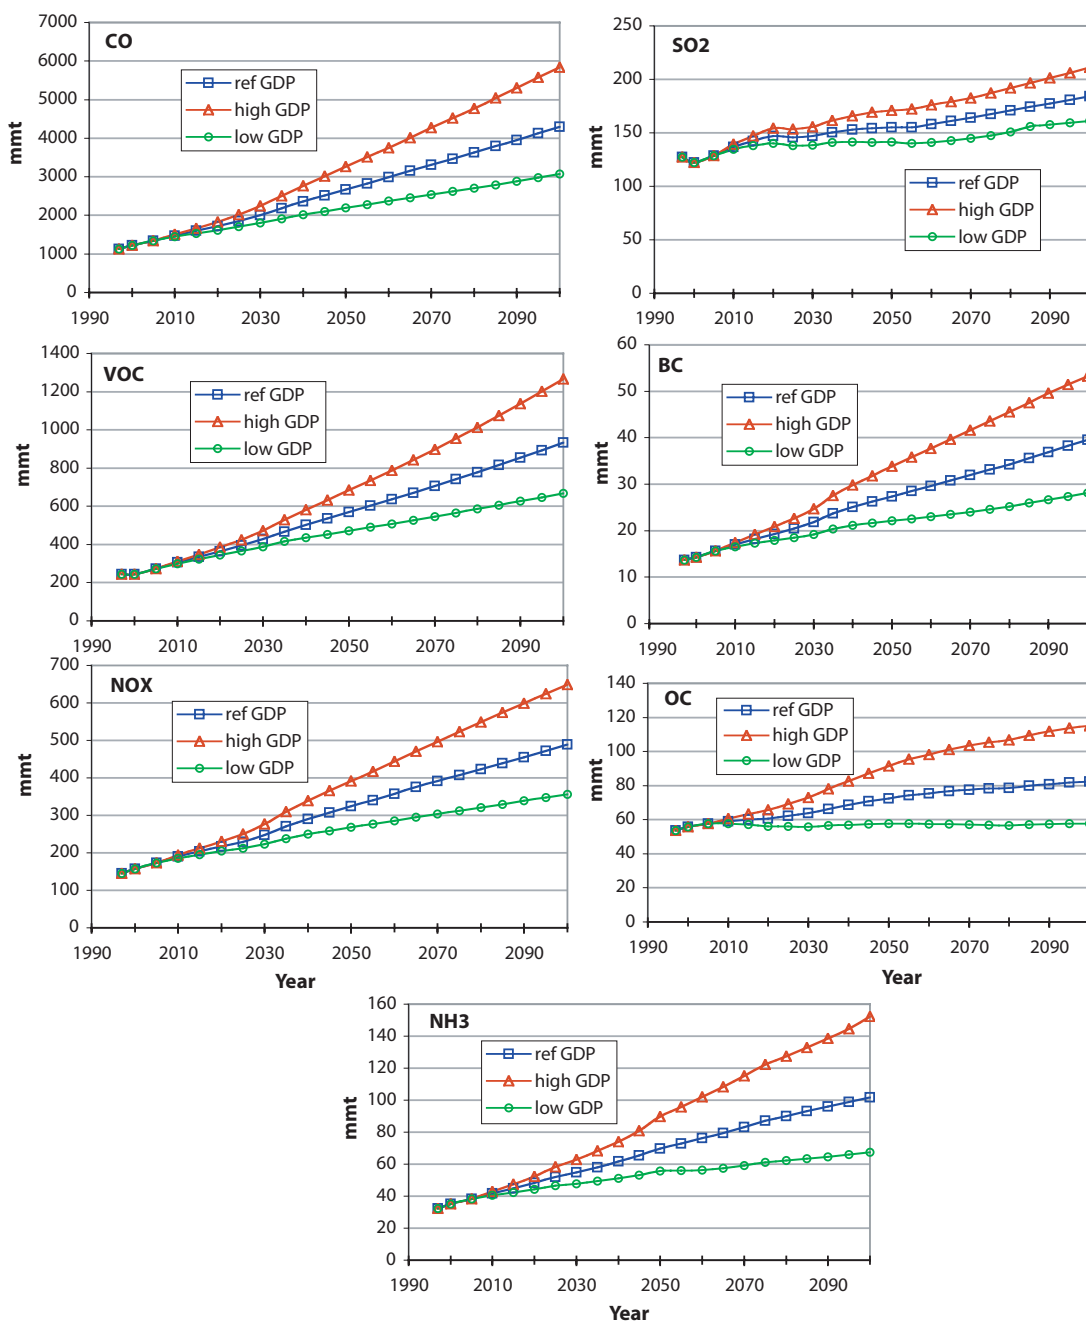 CO
7000
6000
5000
4000
3000
2000
1000
0
mmt
ref GDP
high GDP
low GDP
1990 2010 2030 2050 2070 2090
SO2
250
200
150
100
50
0
mmt
ref GDP
high GDP
low GDP
1990 2010 2030 2050 2070 2090
VOC
1400
1200
1000
800
600
400
200
0
mmt
ref GDP
high GDP
low GDP
1990 2010 2030 2050 2070 2090
BC
60
50
40
30
20
10
0
mmt
ref GDP
high GDP
low GDP
1990 2010 2030 2050 2070 2090
NOX
700
600
500
400
300
200
100
0
mmt
ref GDP
high GDP
low GDP
1990 2010 2030 2050 2070 2090
Year
OC
140
120
100
80
60
40
20
0
mmt
ref GDP
high GDP
low GDP
1990 2010 2030 2050 2070 2090
Year
NH3
160
140
120
100
80
60
40
20
0
mmt
ref GDP
high GDP
low GDP
1990 2010 2030 2050 2070 2090
Year